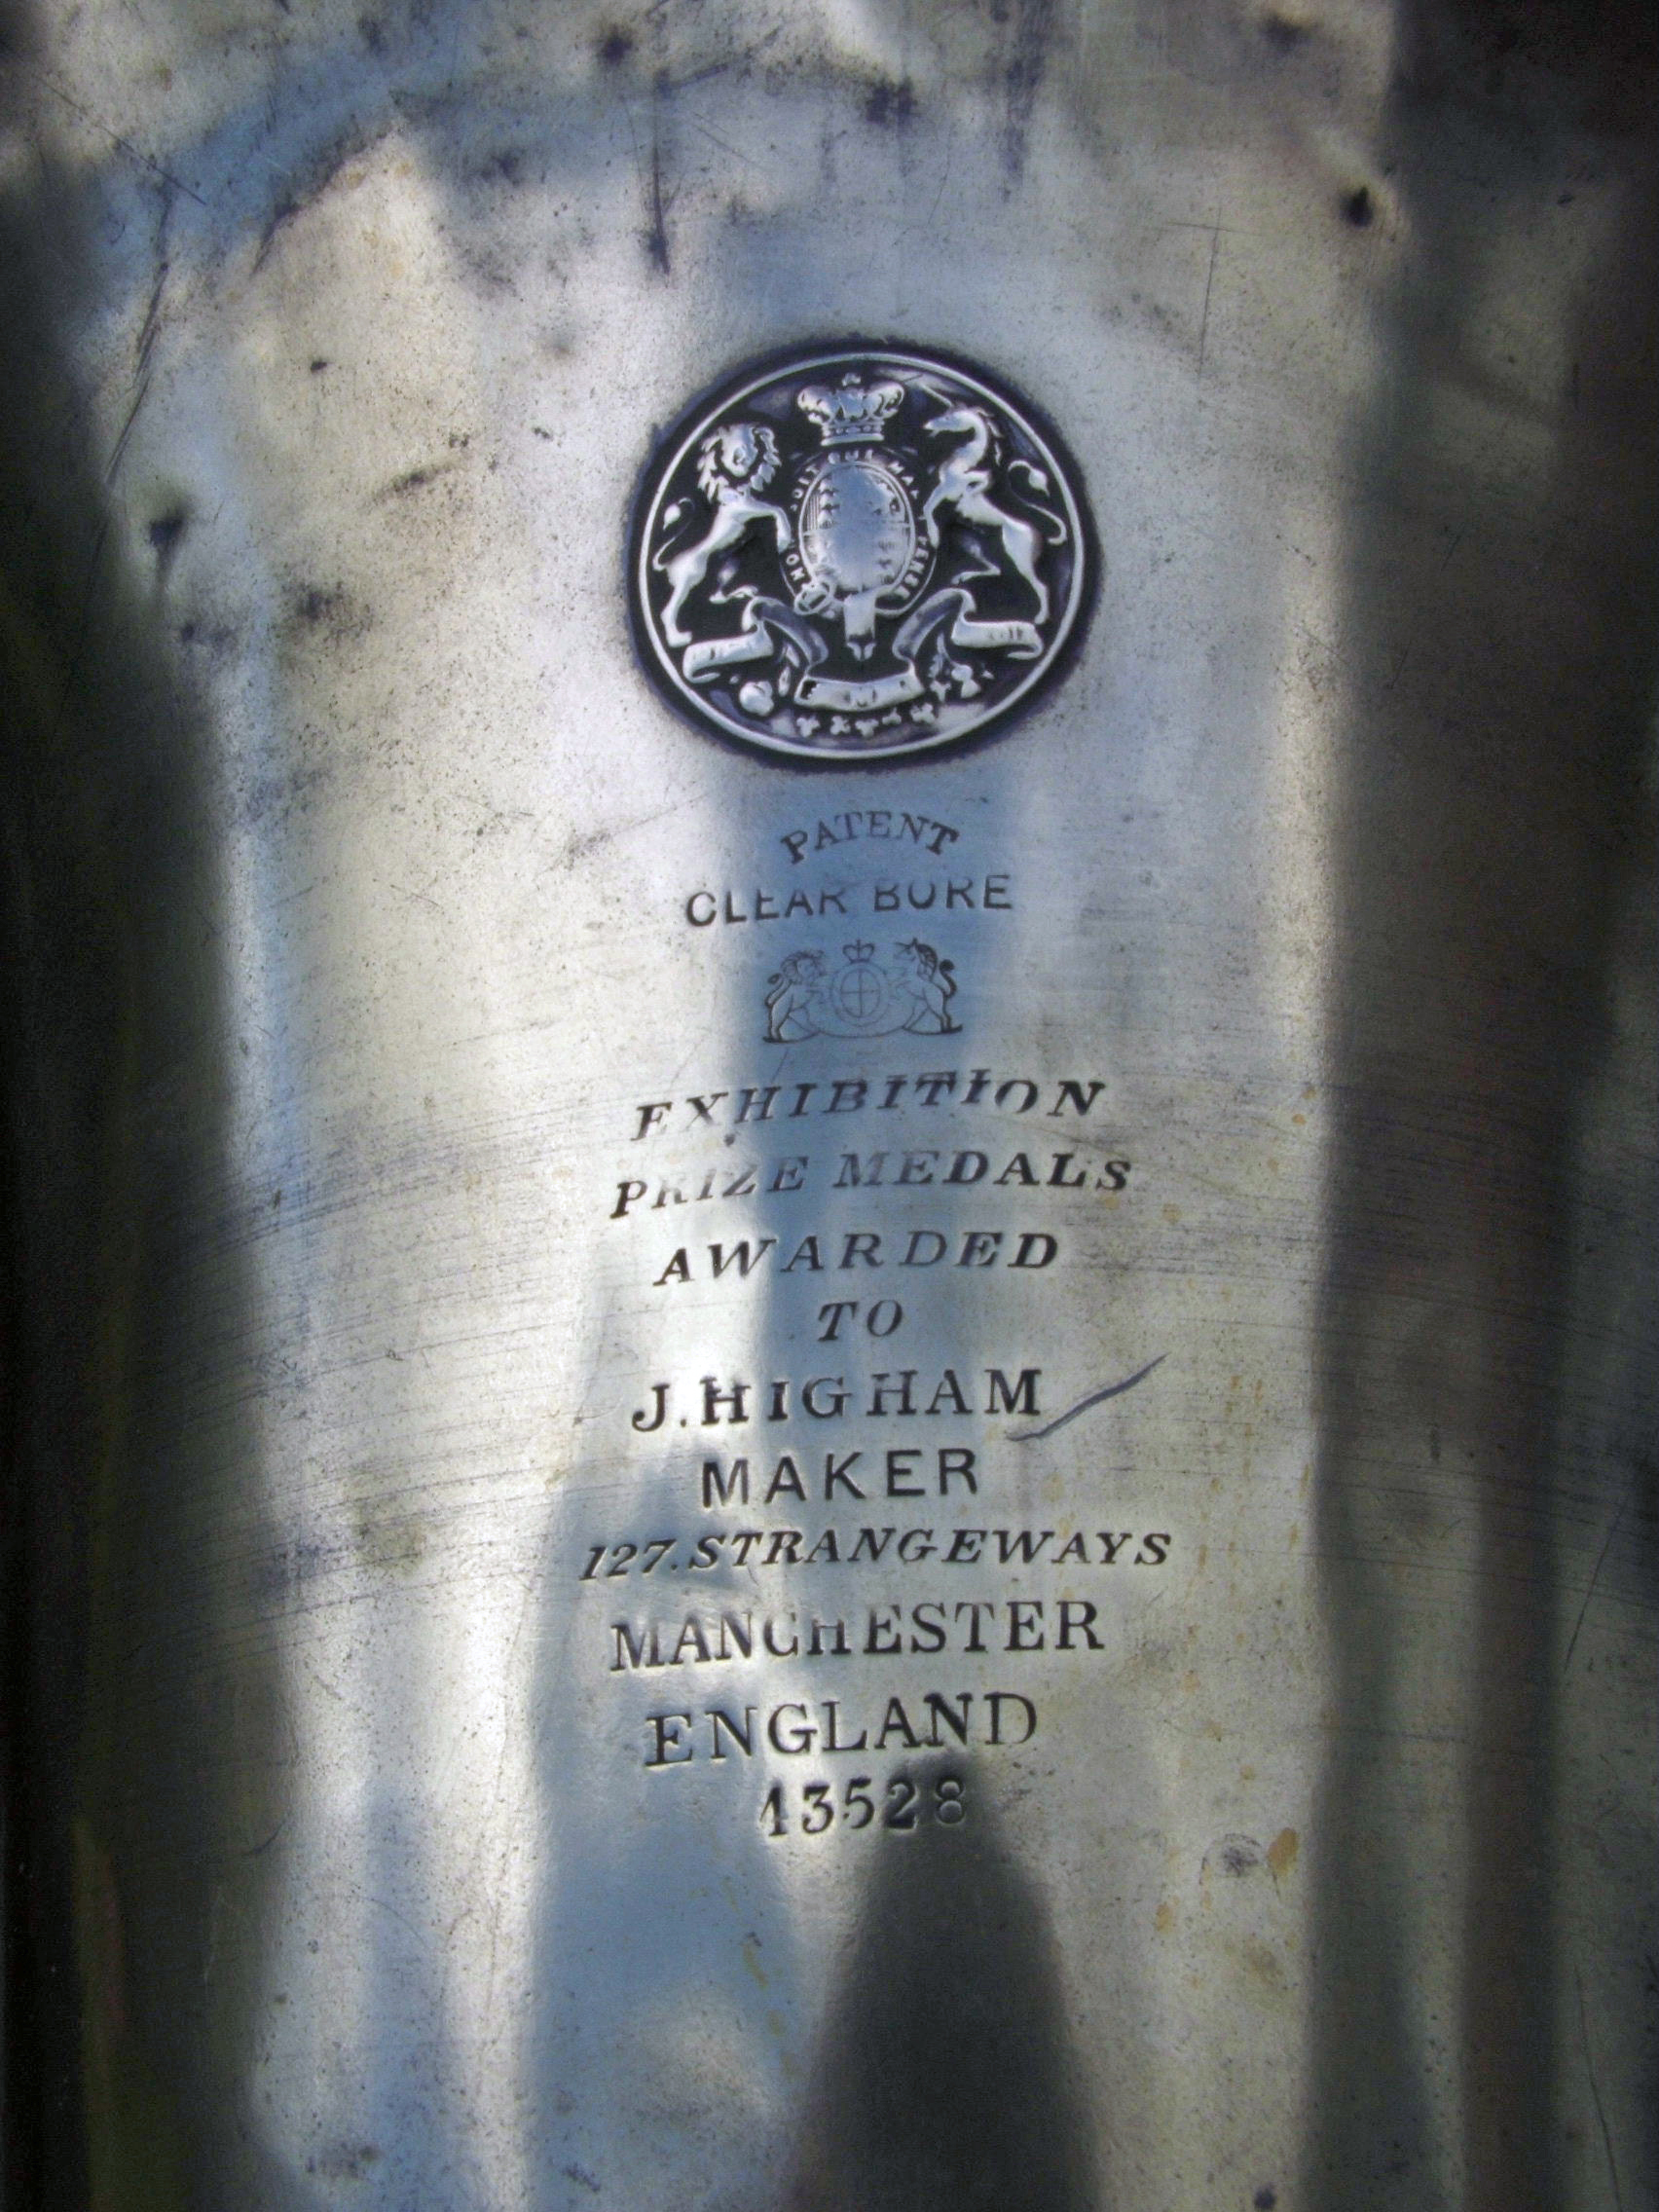 PATENT
CLEAR BORE
EXHIBITION
PRIZE MEDALS
AWARDED
TO
J. HIGHAM
MAKER
127. STRANGEWAYS
MANCHESTER
ENGLAND
13528